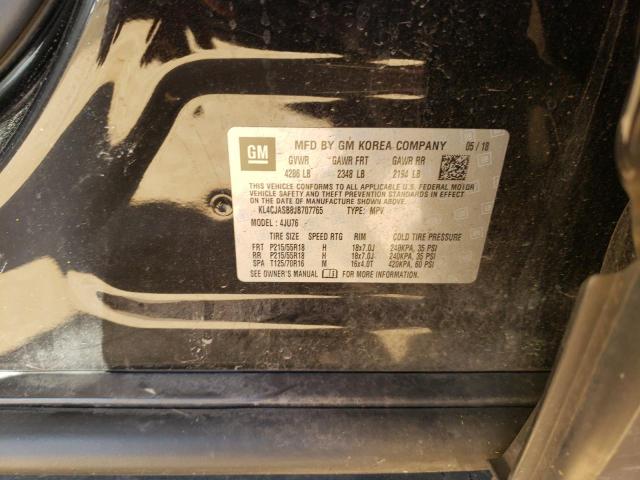 GM MFD BY GM KOREA COMPANY 05 / 18
GVWR GAWR FRT GAWR RR
4286 LB 2348 LB 2194 LB
THIS VEHICLE CONFORMS TO ALL APPLICABLE U.S. FEDERAL MOTOR
VEHICLE SAFETY AND THEFT PREVENTION STANDARDS IN EFFECT ON
THE DATE OF MANUFACTURE SHOWN ABOVE.
KL4CJASB8JB707765 TYPE: MPV
MODEL : 4JU76
TIRE SIZE SPEED RTG RIM COLD TIRE PRESSURE
FRT P215/55R18 H 18x7.0J 240KPA, 35 PSI
RR P215/55R18 H 18x7.0J 240KPA, 35 PSI
SPA T125/70R16 M 16x4.0T 420KPA, 60 PSI
SEE OWNER'S MANUAL FOR MORE INFORMATION.